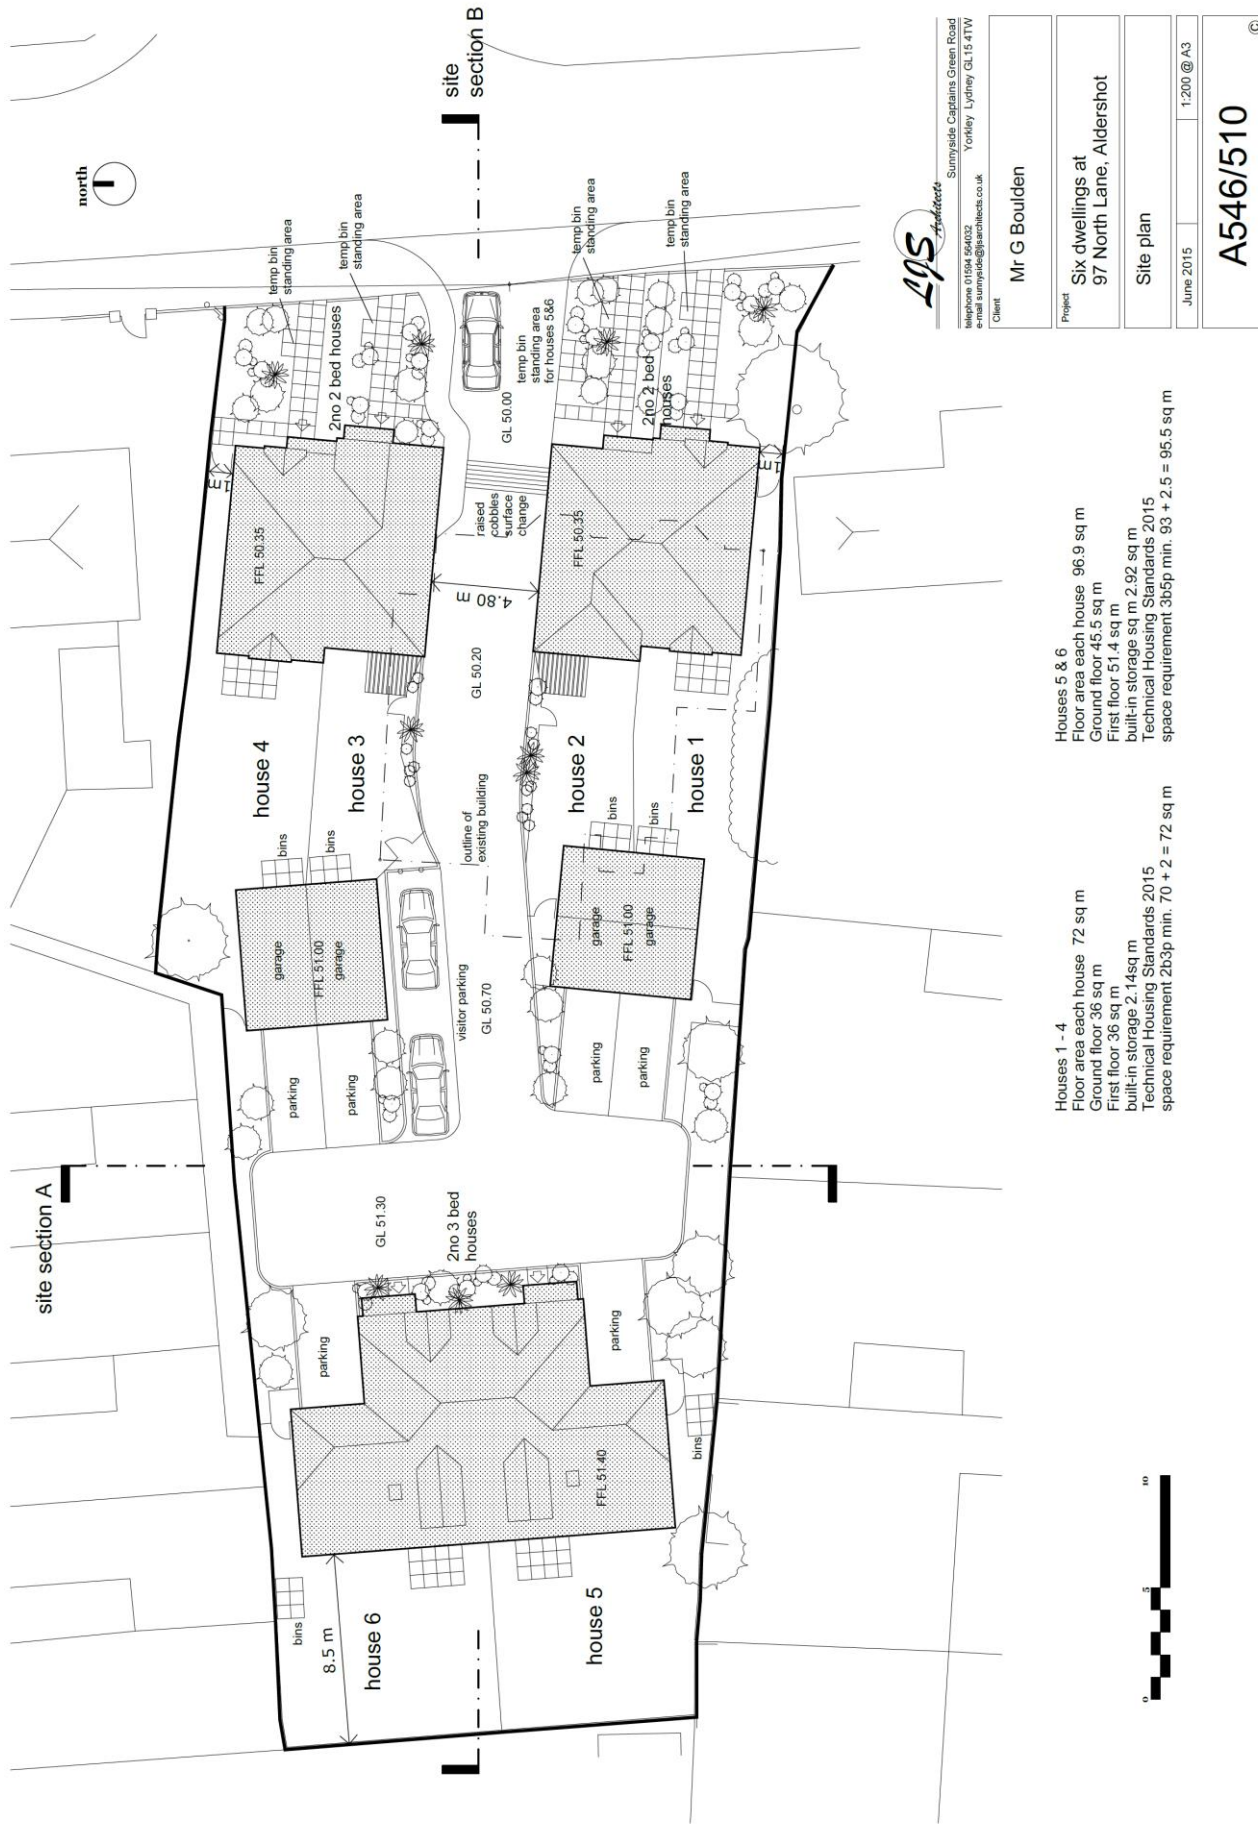 site section A
site
section B
north
temp bin
standing area
temp bin
standing area
2no 2 bed houses
1m
FFL 50.35
house 4
house 3
bins
bins
garage
FFL 51.00
garage
parking
parking
visitor parking
GL 50.70
outline of
existing building
GL 50.20
4.80 m
raised
cobbles
surface
change
GL 50.00
temp bin
standing area
for houses 5&6
temp bin
standing area
temp bin
standing area
2no 2 bed
houses
1m
FFL 50.35
house 2
house 1
bins
bins
garage
FFL 51.00
garage
parking
parking
GL 51.30
2no 3 bed
houses
parking
parking
FFL 51.40
bins
bins
8.5 m
house 6
house 5
0
5
10
Houses 1 - 4
Floor area each house 72 sq m
Ground floor 36 sq m
First floor 36 sq m
built-in storage 2.14sq m
Technical Housing Standards 2015
space requirement 2b3p min. 70 + 2 = 72 sq m
Houses 5 & 6
Floor area each house 96.9 sq m
Ground floor 45.5 sq m
First floor 51.4 sq m
built-in storage sq m 2.92 sq m
Technical Housing Standards 2015
space requirement 3b5p min. 93 + 2.5 = 95.5 sq m
LJS Architects
Sunnyside Captains Green Road
telephone 01594 564032 Yorkley Lydney GL15 4TW
e-mail sunnyside@ljsarchitects.co.uk
Client
Mr G Boulden
Project
Six dwellings at
97 North Lane, Aldershot
Site plan
June 2015
1:200 @ A3
A546/510
©